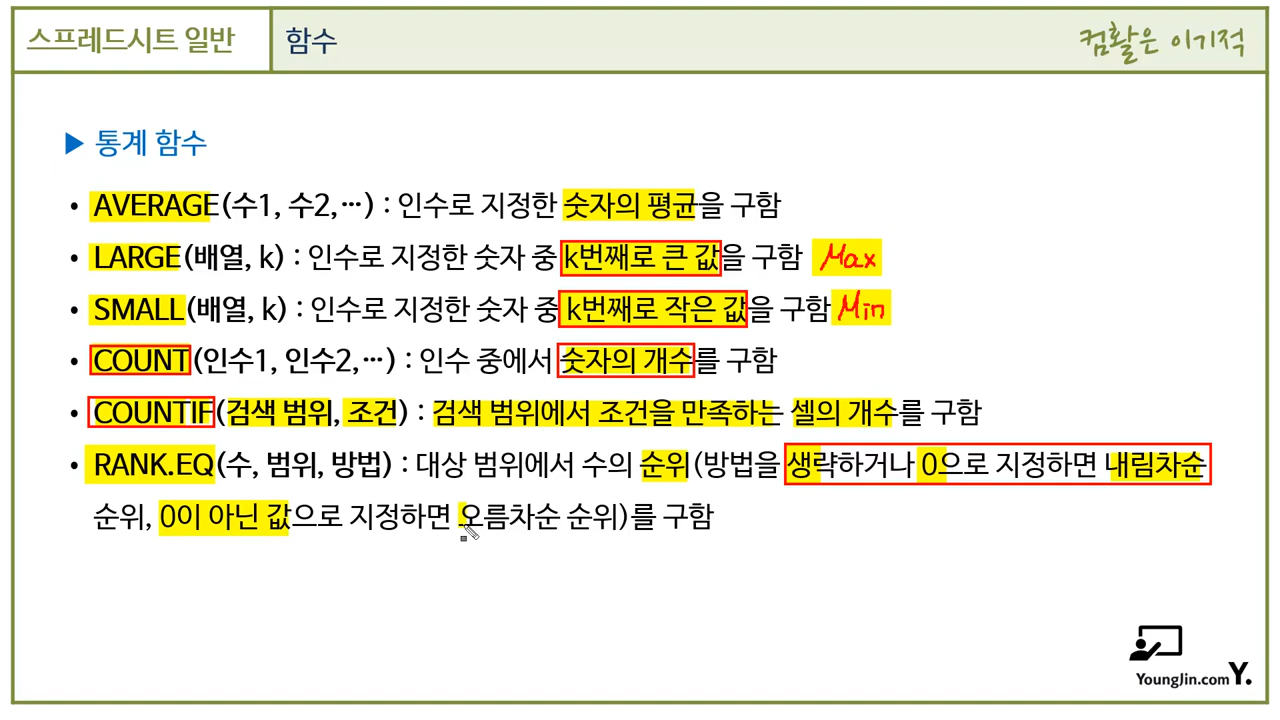 스프레드시트 일반
함수
컴활은 이기적
▶ 통계 함수
• AVERAGE(수1, 수2,…) : 인수로 지정한 숫자의 평균을 구함
• LARGE(배열, k) : 인수로 지정한 숫자 중 k번째로 큰 값을 구함 Max
• SMALL(배열, k) : 인수로 지정한 숫자 중 k번째로 작은 값을 구함 Min
• COUNT(인수1, 인수2,…) : 인수 중에서 숫자의 개수를 구함
• COUNTIF(검색 범위, 조건) : 검색 범위에서 조건을 만족하는 셀의 개수를 구함
• RANK.EQ(수, 범위, 방법) : 대상 범위에서 수의 순위(방법을 생략하거나 0으로 지정하면 내림차순
순위, 0이 아닌 값으로 지정하면 오름차순 순위)를 구함
YoungJin.com Y.